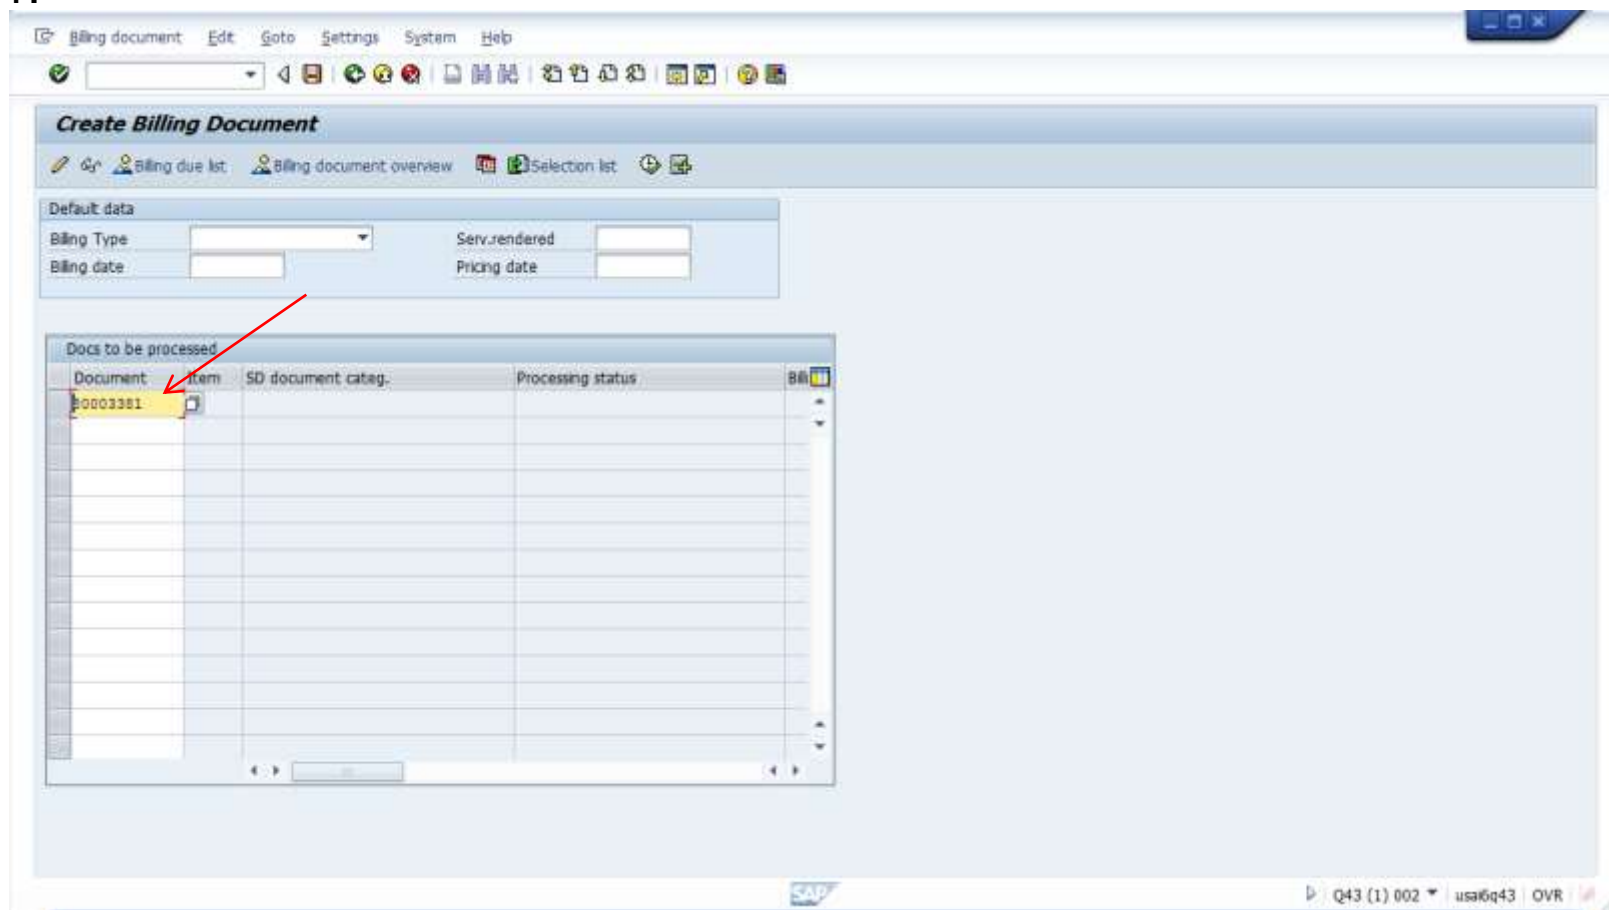 Billing document Edit Goto Settings System Help
Create Billing Document
Billing due list Billing document overview Selection list
Default data
Billing Type Serv.rendered
Billing date Pricing date
Docs to be processed
Document Item SD document categ. Processing status Bill
80003381
SAP
Q43 (1) 002 usai6q43 OVR